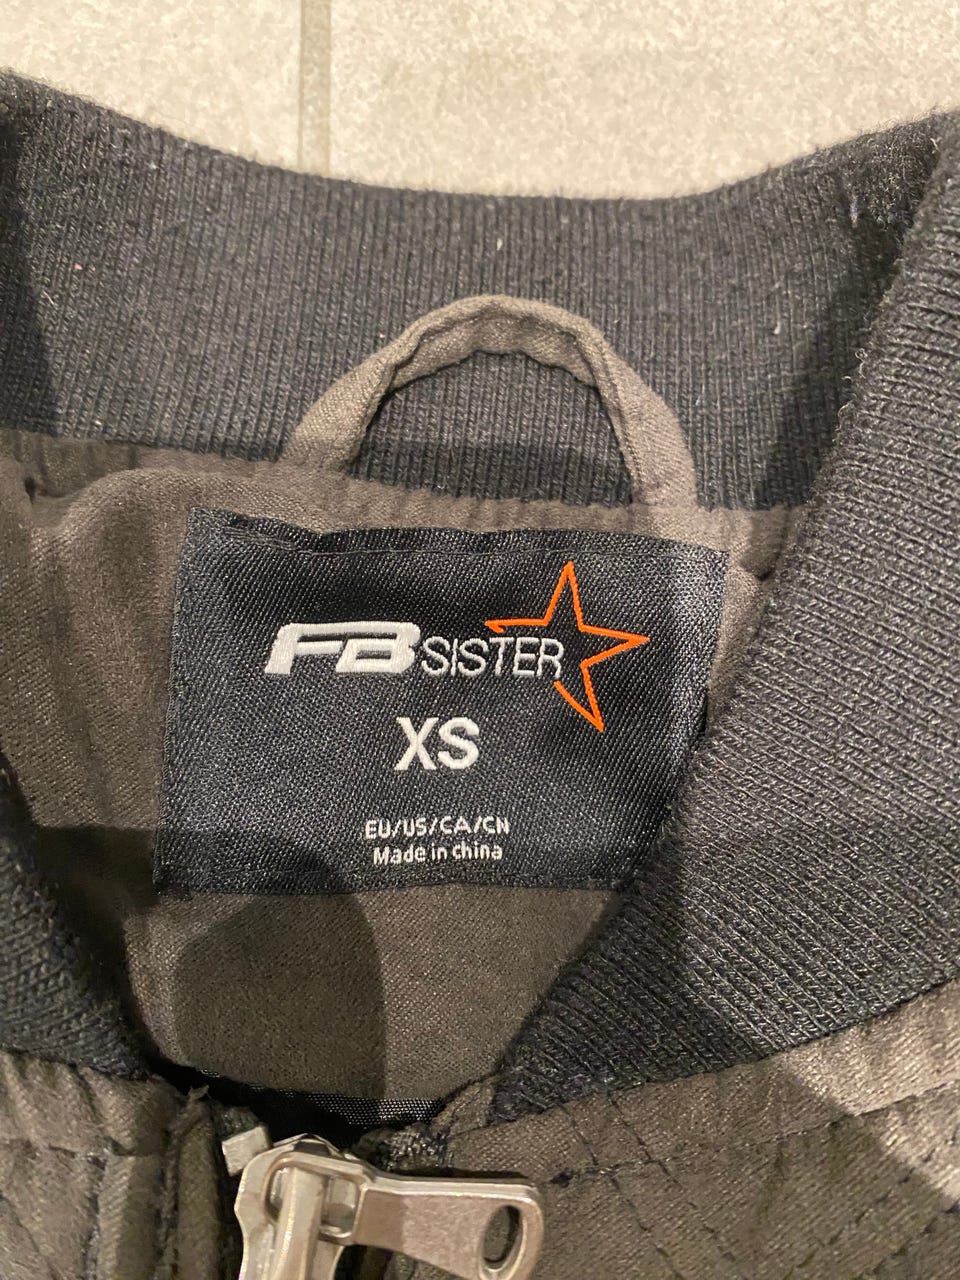 FB SISTER
XS
EU/US/CA/CN
Made in china